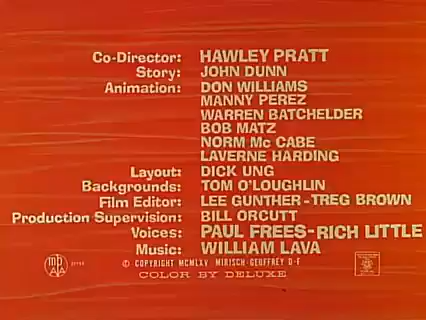 Co-Director: HAWLEY PRATT
Story: JOHN DUNN
Animation: DON WILLIAMS
MANNY PEREZ
WARREN BATCHELDER
BOB MATZ
NORM Mc CABE
LAVERNE HARDING
Layout: DICK UNG
Backgrounds: TOM O'LOUGHLIN
Film Editor: LEE GUNTHER-TREG BROWN
Production Supervision: BILL ORCUTT
Voices: PAUL FREES-RICH LITTLE
Music: WILLIAM LAVA
© COPYRIGHT MCMLXV MIRISCH-GEOFFREY D-F
COLOR BY DELUXE